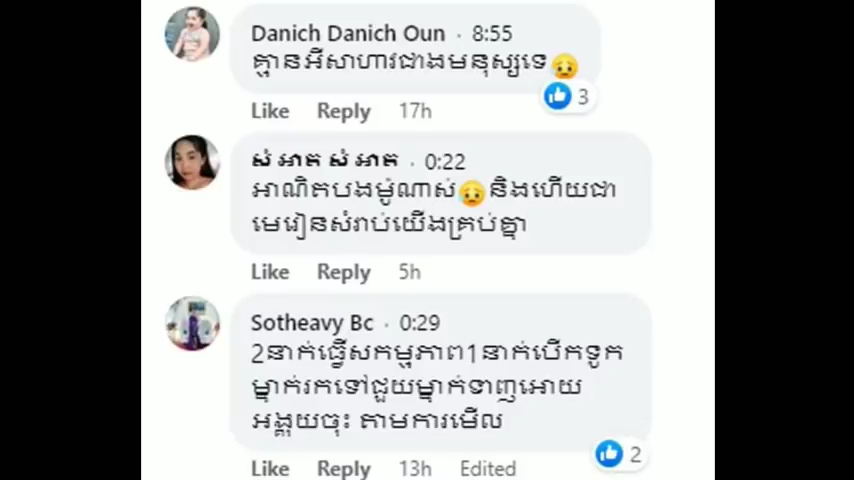 Danich Danich Oun · 8:55
គ្មានអីសាហាវជាងមនុស្សទេ😥
3
Like Reply 17h
សំ អាត សំ អាត · 0:22
អាណិតបងម៉ូណាស់😥និងហើយជា
មេរៀនសំរាប់យើងគ្រប់គ្នា
Like Reply 5h
Sotheavy Bc · 0:29
2នាក់ធ្វើសកម្មភាព1នាក់បើកទូក
ម្នាក់រកទៅជួយម្នាក់ទាញអោយ
អង្គុយចុះ តាមការមើល
2
Like Reply 13h Edited